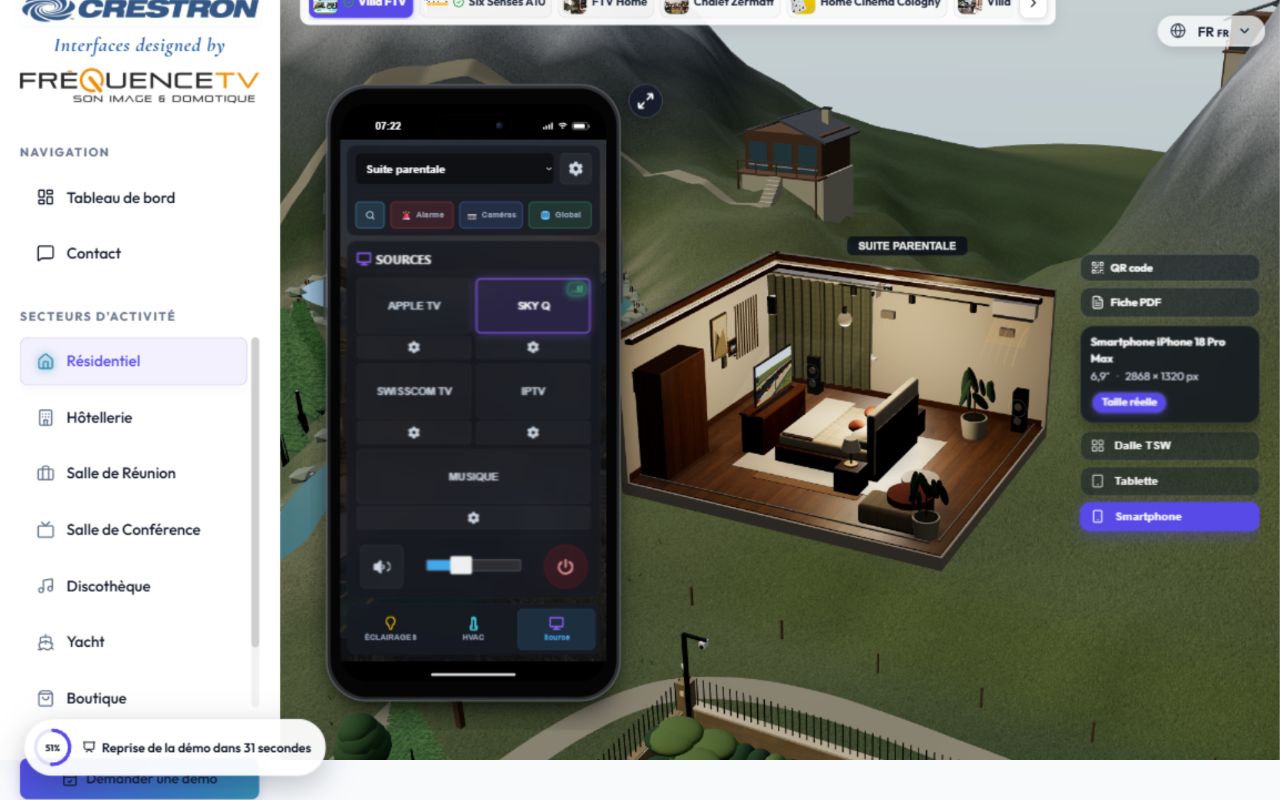 CRESTRON
Interfaces designed by
FRÉQUENCETV
SON IMAGE & DOMOTIQUE
NAVIGATION
Tableau de bord
Contact
SECTEURS D'ACTIVITÉ
Résidentiel
Hôtellerie
Salle de Réunion
Salle de Conférence
Discothèque
Yacht
Boutique
51%
Reprise de la démo dans 31 secondes
Demander une démo
Villa FTV
Six Senses A10
FTV Home
Chalet Zermatt
Home Cinema Cologny
Villa
FR FR
07:22
Suite parentale
Alarme
Caméras
Global
SOURCES
APPLE TV
SKY Q
SWISSCOM TV
IPTV
MUSIQUE
ÉCLAIRAGES
HVAC
Source
SUITE PARENTALE
QR code
Fiche PDF
Smartphone iPhone 18 Pro
Max
6,9" · 2868 × 1320 px
Taille réelle
Dalle TSW
Tablette
Smartphone